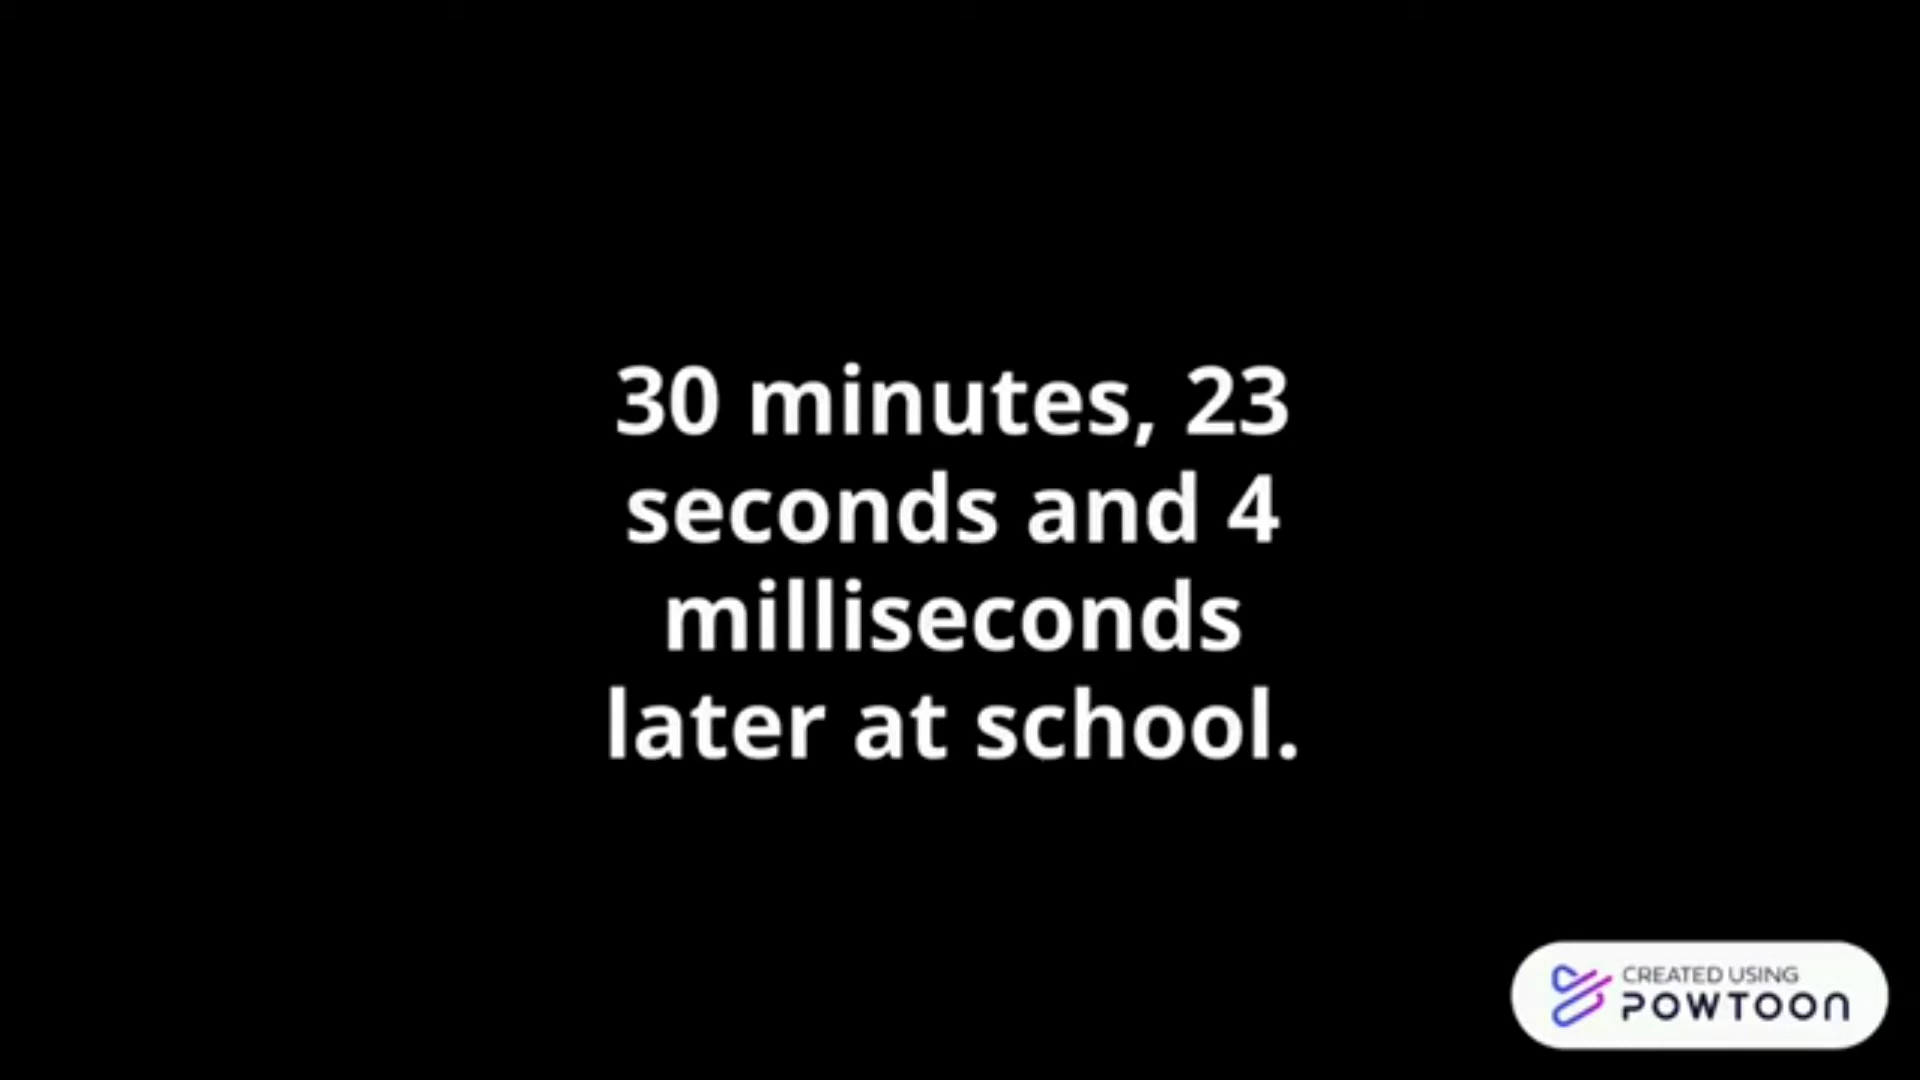 30 minutes, 23
seconds and 4
milliseconds
later at school.
CREATED USING
POWTOON